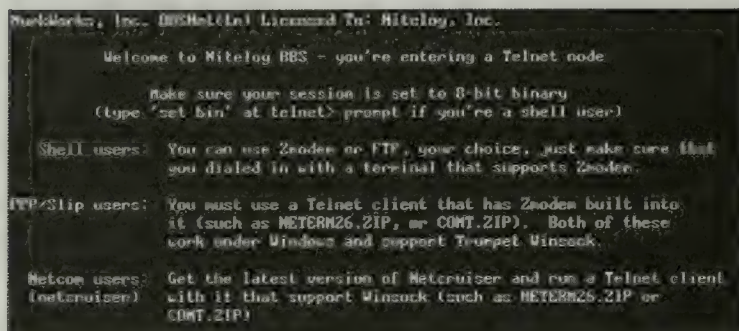 MurkWorks, Inc. BBSNet(tm) Licensed To: Nitelog, Inc.
Welcome to Nitelog BBS - you're entering a Telnet node
Make sure your session is set to 8-bit binary
(type 'set bin' at telnet> prompt if you're a shell user)
Shell users: You can use Zmodem or FTP, your choice, just make sure that
you dialed in with a terminal that supports Zmodem.
/Slip users: You must use a Telnet client that has Zmodem built into
it (such as NETERM26.ZIP, or COMT.ZIP). Both of these
work under Windows and support Trumpet Winsock.
Netcom users: Get the latest version of Netcruiser and run a Telnet client
(netcruiser) with it that support Winsock (such as NETERM26.ZIP or
COMT.ZIP)